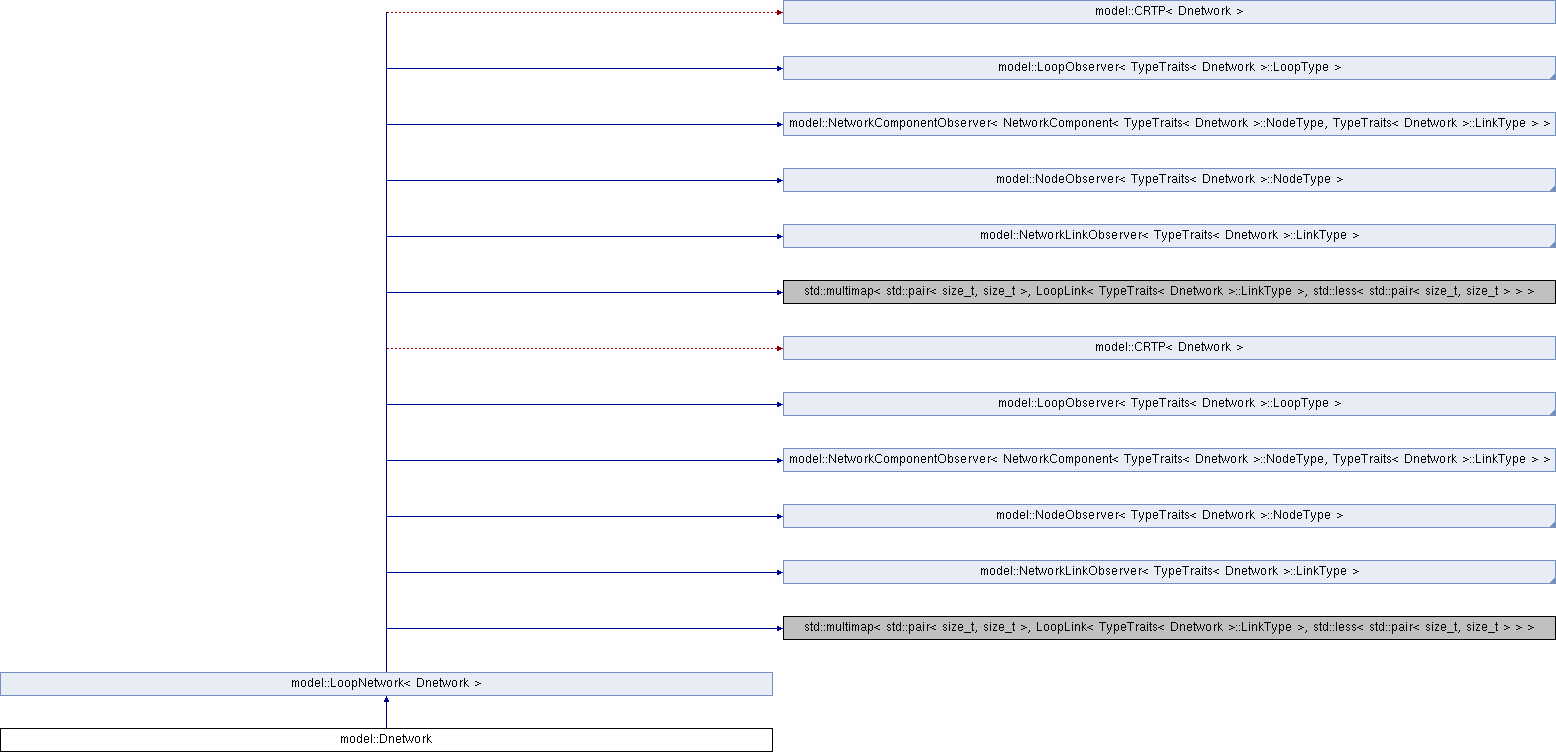 model::CRTP< Dnetwork >
model::LoopObserver< TypeTraits< Dnetwork >::LoopType >
model::NetworkComponentObserver< NetworkComponent< TypeTraits< Dnetwork >::NodeType, TypeTraits< Dnetwork >::LinkType > >
model::NodeObserver< TypeTraits< Dnetwork >::NodeType >
model::NetworkLinkObserver< TypeTraits< Dnetwork >::LinkType >
std::multimap< std::pair< size_t, size_t >, LoopLink< TypeTraits< Dnetwork >::LinkType >, std::less< std::pair< size_t, size_t > > >
model::CRTP< Dnetwork >
model::LoopObserver< TypeTraits< Dnetwork >::LoopType >
model::NetworkComponentObserver< NetworkComponent< TypeTraits< Dnetwork >::NodeType, TypeTraits< Dnetwork >::LinkType > >
model::NodeObserver< TypeTraits< Dnetwork >::NodeType >
model::NetworkLinkObserver< TypeTraits< Dnetwork >::LinkType >
std::multimap< std::pair< size_t, size_t >, LoopLink< TypeTraits< Dnetwork >::LinkType >, std::less< std::pair< size_t, size_t > > >
model::LoopNetwork< Dnetwork >
model::Dnetwork